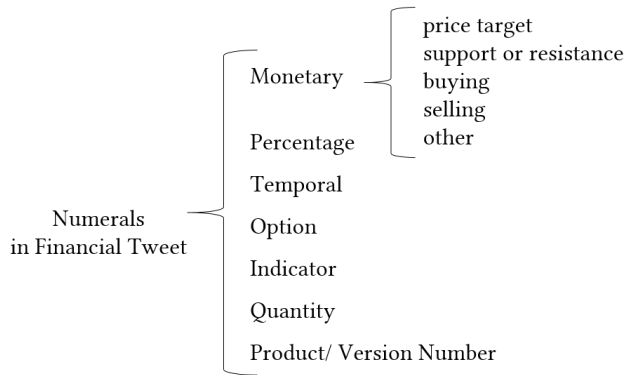 Numerals
in Financial Tweet
Monetary
price target
support or resistance
buying
selling
other
Percentage
Temporal
Option
Indicator
Quantity
Product/ Version Number